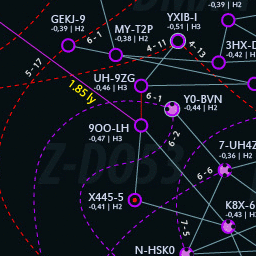 -0,39 | H2
GEKJ-9
-0,39 | H2
YXIB-I
-0,51 | H3
MY-T2P
-0,38 | H2
3HX-
-0,42 | H
6 - 1
4 - 11
4 - 13
5 - 17
UH-9ZG
-0,46 | H3
1,85 ly
6 - 1
Y0-BVN
-0,44 | H2
9OO-LH
-0,47 | H3
6 - 2
7-UH4Z
-0,36 | H2
6 - 6
X445-5
-0,41 | H2
K8X-6
-0,43 | H
7 - 5
N-HSK0